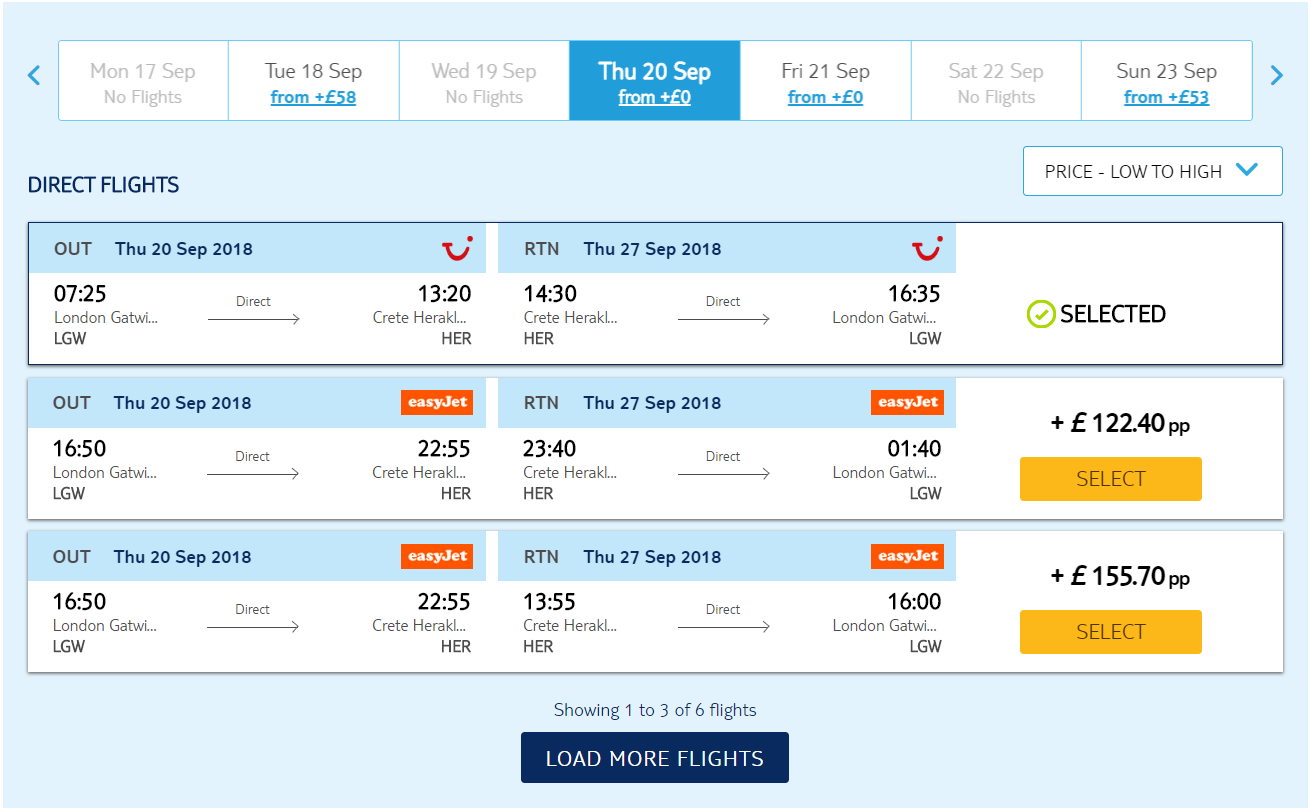 Mon 17 Sep Tue 18 Sep Wed 19 Sep Thu 20 Sep Fri 21 Sep Sat 22 Sep Sun 23 Sep
No Flights from +£58 No Flights from +£0 from +£0 No Flights from +£53
PRICE - LOW TO HIGH
DIRECT FLIGHTS
OUT Thu 20 Sep 2018 RTN Thu 27 Sep 2018
07:25 Direct 13:20 14:30 Direct 16:35
London Gatwi... Crete Herakl... Crete Herakl... London Gatwi...
LGW HER HER LGW
SELECTED
OUT Thu 20 Sep 2018 easyJet RTN Thu 27 Sep 2018 easyJet
16:50 Direct 22:55 23:40 Direct 01:40
London Gatwi... Crete Herakl... Crete Herakl... London Gatwi...
LGW HER HER LGW
+ £ 122.40 pp
SELECT
OUT Thu 20 Sep 2018 easyJet RTN Thu 27 Sep 2018 easyJet
16:50 Direct 22:55 13:55 Direct 16:00
London Gatwi... Crete Herakl... Crete Herakl... London Gatwi...
LGW HER HER LGW
+ £ 155.70 pp
SELECT
Showing 1 to 3 of 6 flights
LOAD MORE FLIGHTS